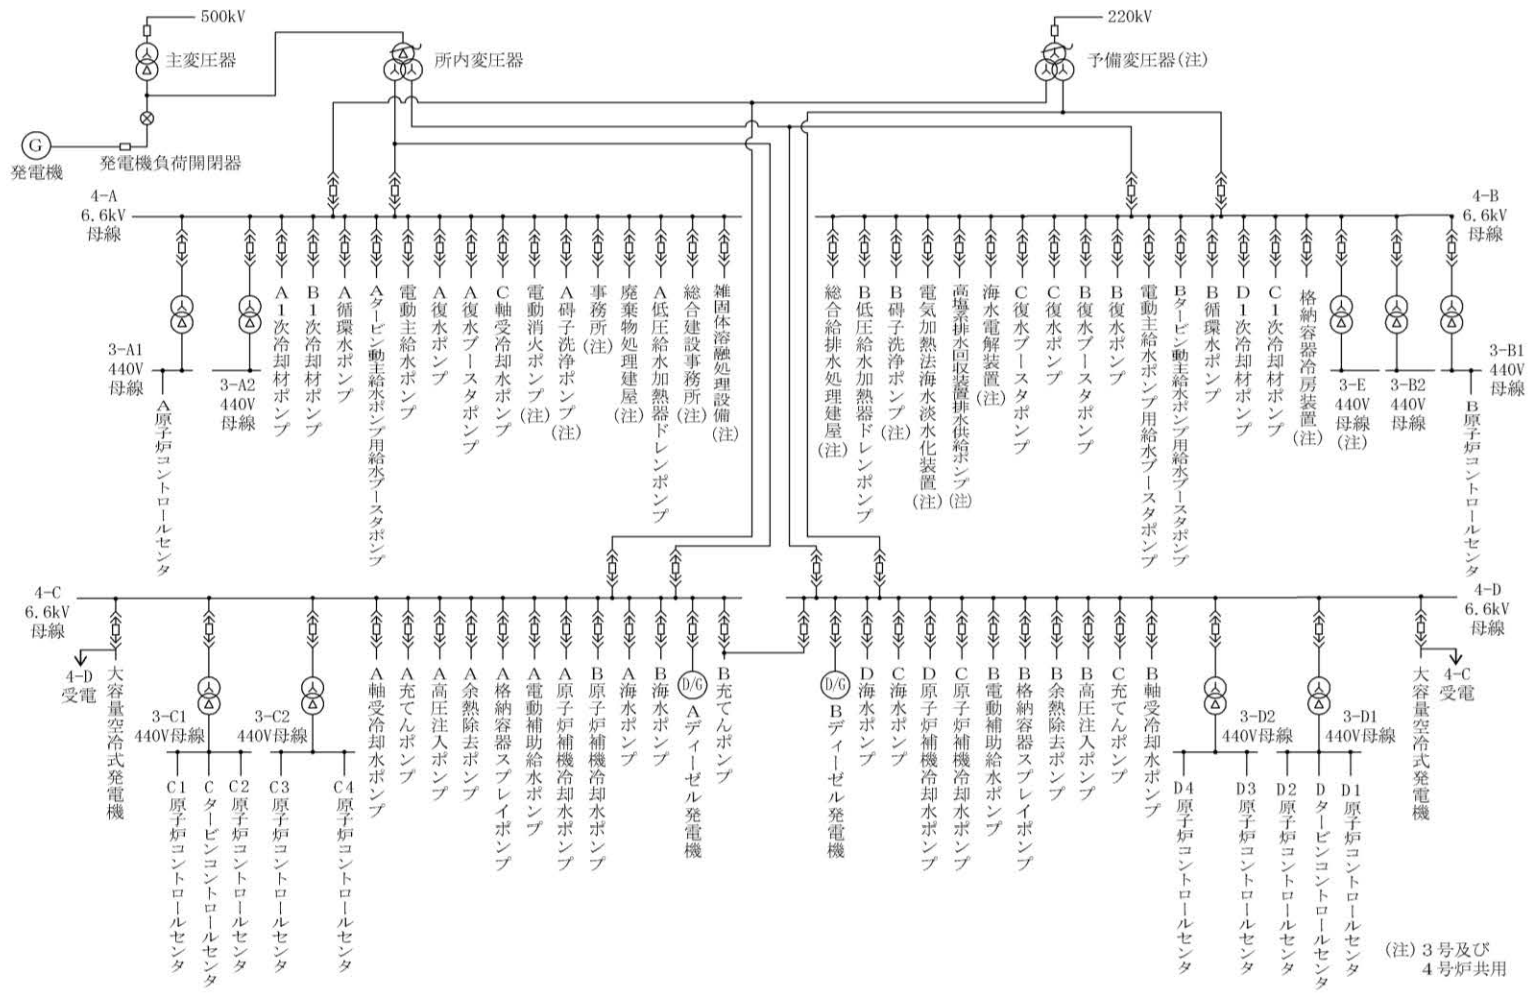 500kV
主変圧器
所内変圧器
220kV
予備変圧器(注)
G
発電機
発電機負荷開閉器
4-A
6.6kV
母線
4-B
6.6kV
母線
3-A1
440V
母線
A原子炉コントロールセンタ
3-A2
440V
母線
A1次冷却材ポンプ
B1次冷却材ポンプ
A循環水ポンプ
Aタービン動主給水ポンプ用給水ブースタポンプ
電動主給水ポンプ
A復水ポンプ
A復水ブースタポンプ
C軸受冷却水ポンプ
電動消火ポンプ(注)
A碍子洗浄ポンプ(注)
事務所(注)
廃棄物処理建屋(注)
A低圧給水加熱器ドレンポンプ
総合建設事務所(注)
雑固体溶融処理設備(注)
総合給排水処理建屋(注)
B低圧給水加熱器ドレンポンプ
B碍子洗浄ポンプ(注)
電気加熱法海水淡水化装置(注)
高塩素排水回収装置排水供給ポンプ(注)
海水電解装置(注)
C復水ブースタポンプ
C復水ポンプ
B復水ブースタポンプ
B復水ポンプ
電動主給水ポンプ用給水ブースタポンプ
Bタービン動主給水ポンプ用給水ブースタポンプ
B循環水ポンプ
D1次冷却材ポンプ
C1次冷却材ポンプ
格納容器冷房装置(注)
3-E
440V
母線
(注)
3-B2
440V
母線
3-B1
440V
母線
B原子炉コントロールセンタ
4-C
6.6kV
母線
4-D
6.6kV
母線
4-D
受電
大容量空冷式発電機
3-C1
440V母線
C1原子炉コントロールセンタ
Cタービンコントロールセンタ
C2原子炉コントロールセンタ
3-C2
440V母線
C3原子炉コントロールセンタ
C4原子炉コントロールセンタ
A軸受冷却水ポンプ
A充てんポンプ
A高圧注入ポンプ
A余熱除去ポンプ
A格納容器スプレイポンプ
A電動補助給水ポンプ
A原子炉補機冷却水ポンプ
B原子炉補機冷却水ポンプ
A海水ポンプ
B海水ポンプ
D/G
Aディーゼル発電機
B充てんポンプ
D/G
Bディーゼル発電機
D海水ポンプ
C海水ポンプ
D原子炉補機冷却水ポンプ
C原子炉補機冷却水ポンプ
B電動補助給水ポンプ
B格納容器スプレイポンプ
B余熱除去ポンプ
B高圧注入ポンプ
C充てんポンプ
B軸受冷却水ポンプ
3-D2
440V母線
D4原子炉コントロールセンタ
D3原子炉コントロールセンタ
3-D1
440V母線
D2原子炉コントロールセンタ
Dタービンコントロールセンタ
D1原子炉コントロールセンタ
大容量空冷式発電機
4-C
受電
(注)3号及び
4号炉共用